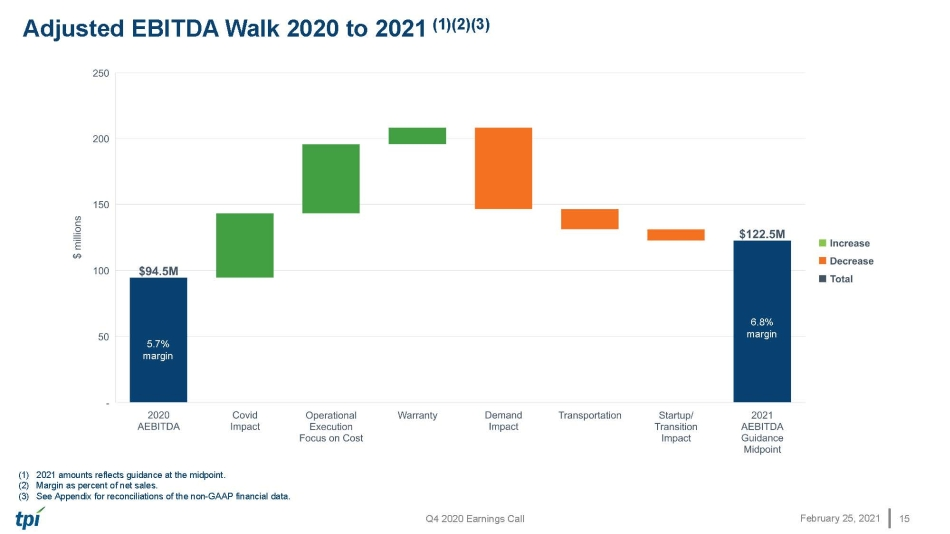 Adjusted EBITDA Walk 2020 to 2021 (1)(2)(3)
250
200
150
100
50
-
$ millions
$94.5M
5.7%
margin
$122.5M
6.8%
margin
Increase
Decrease
Total
2020
AEBITDA
Covid
Impact
Operational
Execution
Focus on Cost
Warranty
Demand
Impact
Transportation
Startup/
Transition
Impact
2021
AEBITDA
Guidance
Midpoint
(1) 2021 amounts reflects guidance at the midpoint.
(2) Margin as percent of net sales.
(3) See Appendix for reconciliations of the non-GAAP financial data.
tpi
Q4 2020 Earnings Call
February 25, 2021
15